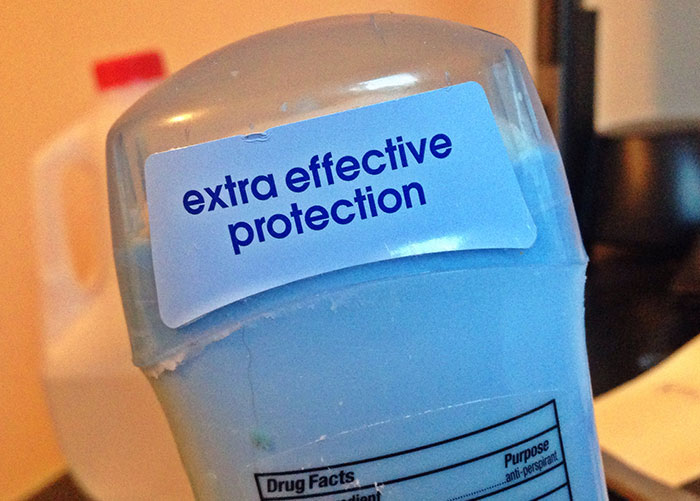 extra effective
protection
Drug Facts
Purpose
anti-perspirant